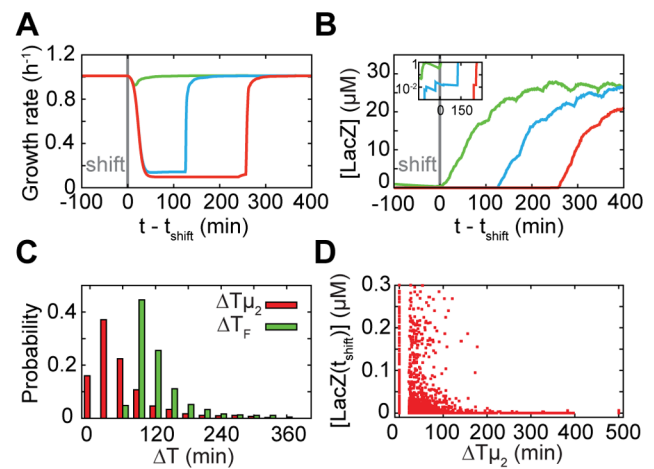 A
Growth rate (h⁻¹)
1.2
0.8
0.4
0
shift
-100 0 100 200 300 400
t - t_shift (min)
B
[LacZ] (μM)
30
20
10
0
1
10⁻²
0 150
shift
-100 0 100 200 300 400
t - t_shift (min)
C
Probability
0.4
0.2
0
ΔTμ₂
ΔT_F
0 120 240 360
ΔT (min)
D
[LacZ(t_shift)] (μM)
0.3
0.2
0.1
0
0 100 200 300 400 500
ΔTμ₂ (min)